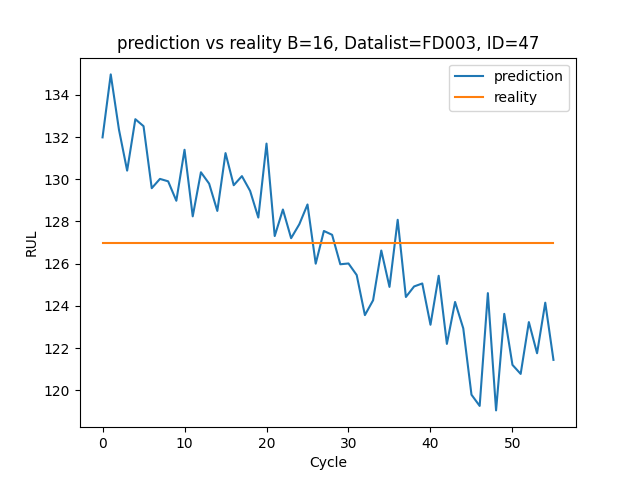 prediction vs reality B=16, Datalist=FD003, ID=47
prediction
reality
RUL
134
132
130
128
126
124
122
120
0 10 20 30 40 50
Cycle